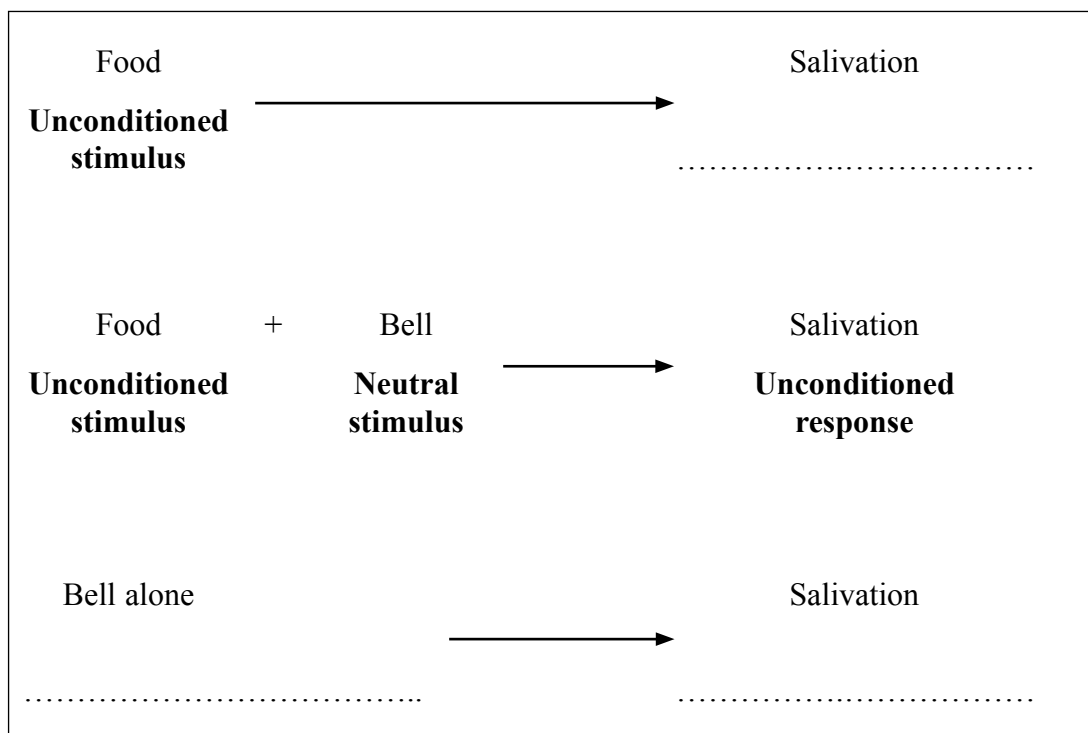 Food Salivation
Unconditioned
stimulus
……………………………
Food + Bell Salivation
Unconditioned Neutral Unconditioned
stimulus stimulus response
Bell alone Salivation
……………………………….. ……………………………